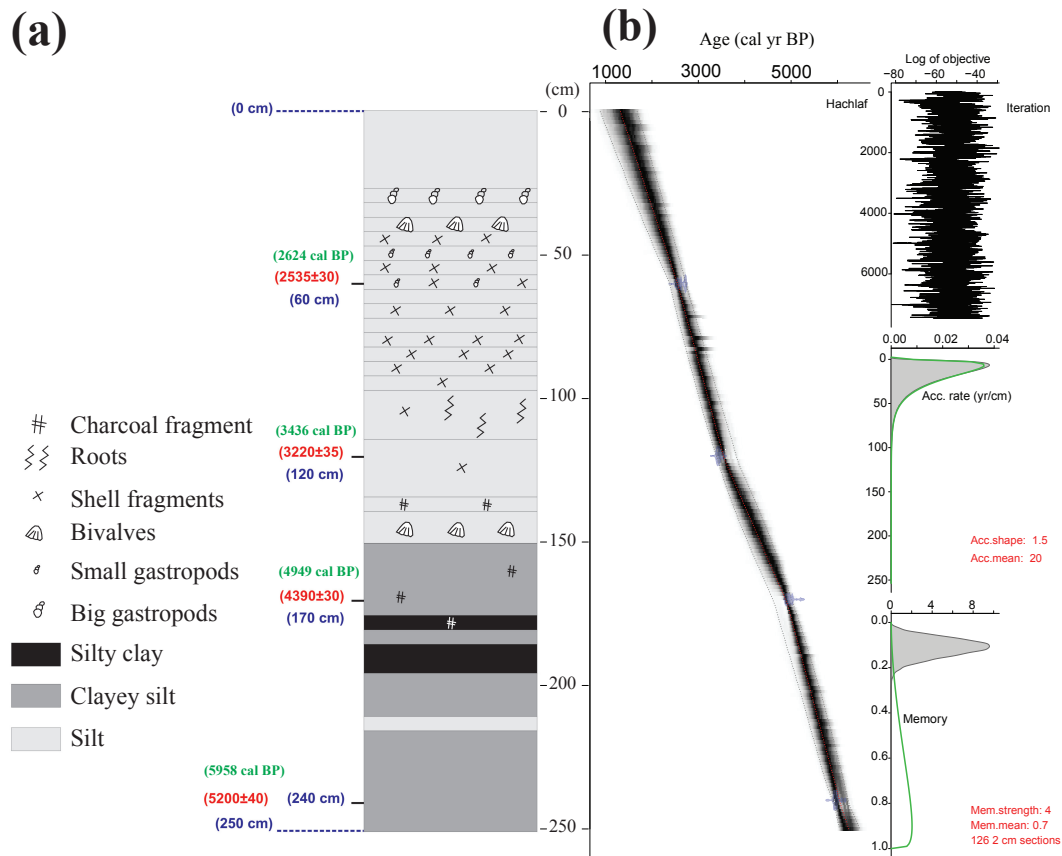 (a)
(0 cm)
(cm)
0
50
100
150
200
250
(2624 cal BP)
(2535±30)
(60 cm)
(3436 cal BP)
(3220±35)
(120 cm)
(4949 cal BP)
(4390±30)
(170 cm)
(5958 cal BP)
(5200±40) (240 cm)
(250 cm)
Charcoal fragment
Roots
Shell fragments
Bivalves
Small gastropods
Big gastropods
Silty clay
Clayey silt
Silt
(b)
Age (cal yr BP)
1000 3000 5000
Hachlaf
Log of objective
−80 −60 −40
0
2000
4000
6000
Iteration
0.00 0.02 0.04
0
50
100
150
200
250
Acc. rate (yr/cm)
Acc.shape: 1.5
Acc.mean: 20
0 4 8
0.0
0.2
0.4
0.6
0.8
1.0
Memory
Mem.strength: 4
Mem.mean: 0.7
126 2 cm sections